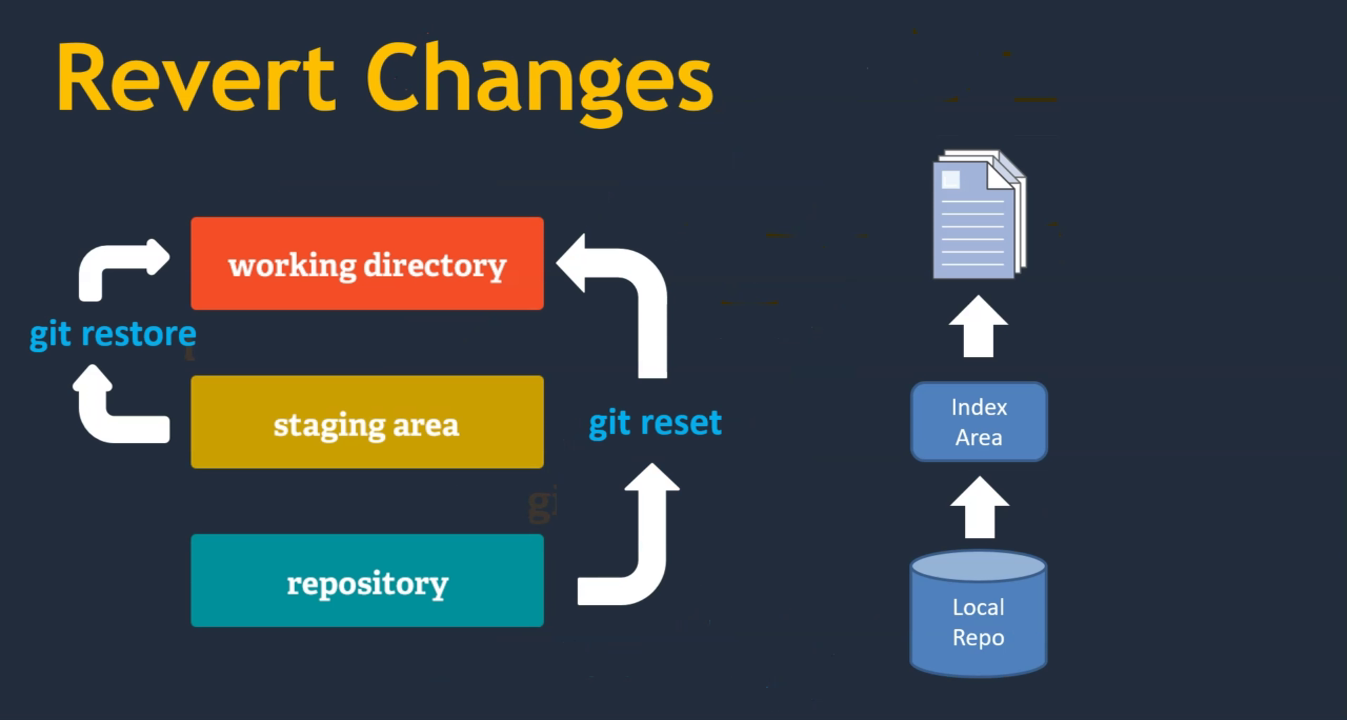 Revert Changes
working directory
git restore
staging area
git reset
repository
Index
Area
Local
Repo